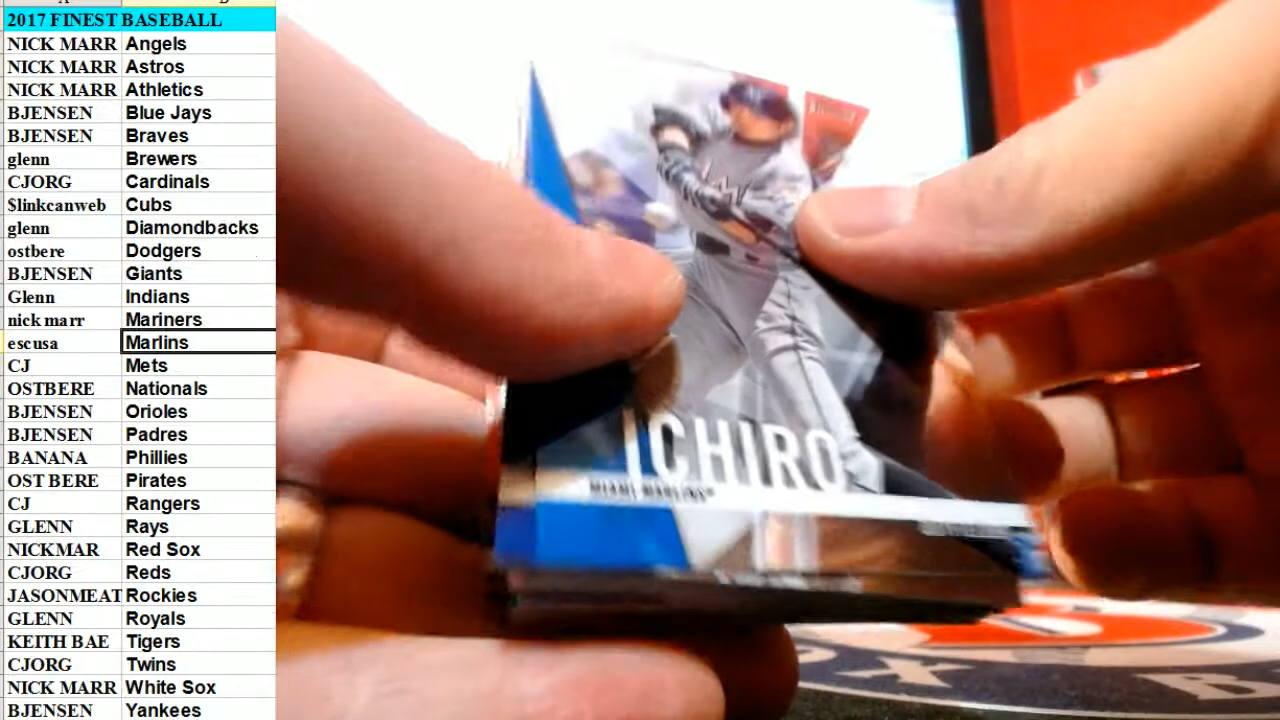 2017 FINEST BASEBALL
NICK MARR Angels
NICK MARR Astros
NICK MARR Athletics
BJENSEN Blue Jays
BJENSEN Braves
glenn Brewers
CJORG Cardinals
$linkcanweb Cubs
glenn Diamondbacks
ostbere Dodgers
BJENSEN Giants
Glenn Indians
nick marr Mariners
escusa Marlins
CJ Mets
OSTBERE Nationals
BJENSEN Orioles
BJENSEN Padres
BANANA Phillies
OST BERE Pirates
CJ Rangers
GLENN Rays
NICKMAR Red Sox
CJORG Reds
JASONMEAT Rockies
GLENN Royals
KEITH BAE Tigers
CJORG Twins
NICK MARR White Sox
BJENSEN Yankees
ICHIRO
MIAMI MARLINS